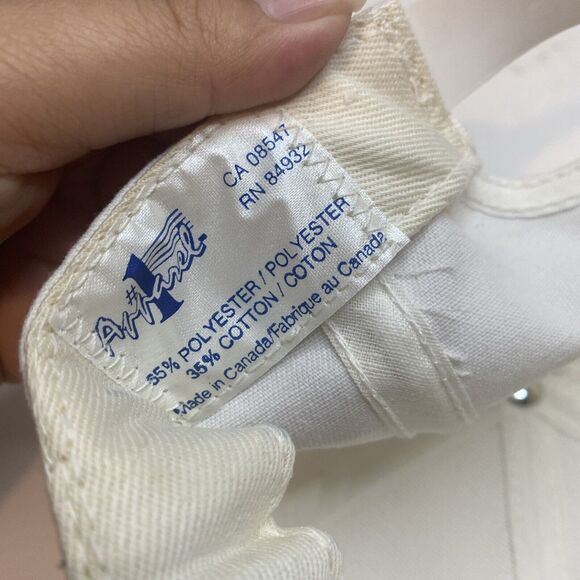 CA 08547
RN 84932
#1
Apparel
65% POLYESTER / POLYESTER
35% COTTON / COTON
Made in Canada/Fabrique au Canada